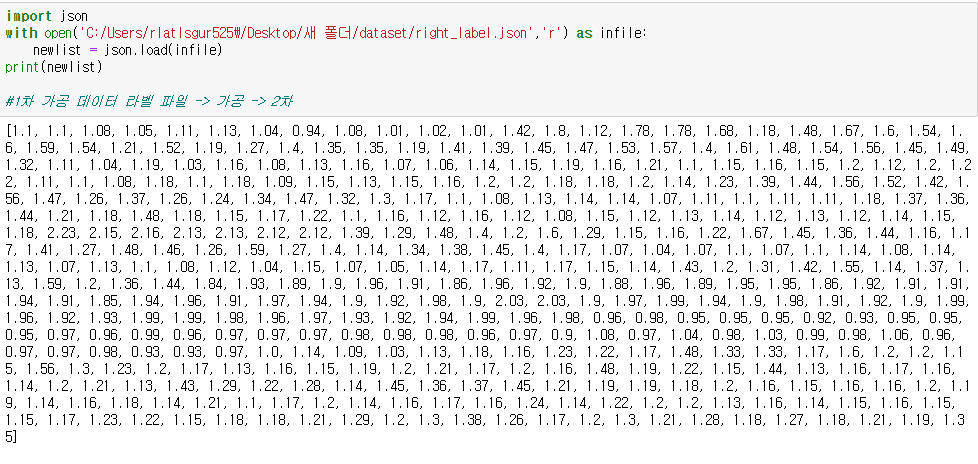 import json
with open('C:/Users/rlatlsgur525₩/Desktop/새 폴더/dataset/right_label.json','r') as infile:
    newlist = json.load(infile)
print(newlist)
#1차 가공 데이터 라벨 파일 -> 가공 -> 2차
[1.1, 1.1, 1.08, 1.05, 1.11, 1.13, 1.04, 0.94, 1.08, 1.01, 1.02, 1.01, 1.42, 1.8, 1.12, 1.78, 1.78, 1.68, 1.18, 1.48, 1.67, 1.6, 1.54, 1.
6, 1.59, 1.54, 1.21, 1.52, 1.19, 1.27, 1.4, 1.35, 1.35, 1.19, 1.41, 1.39, 1.45, 1.47, 1.53, 1.57, 1.4, 1.61, 1.48, 1.54, 1.56, 1.45, 1.49,
1.32, 1.11, 1.04, 1.19, 1.03, 1.16, 1.08, 1.13, 1.16, 1.07, 1.06, 1.14, 1.15, 1.19, 1.16, 1.21, 1.1, 1.15, 1.16, 1.15, 1.2, 1.12, 1.2, 1.2
2, 1.11, 1.1, 1.08, 1.18, 1.1, 1.18, 1.09, 1.15, 1.13, 1.15, 1.16, 1.2, 1.2, 1.18, 1.18, 1.2, 1.14, 1.23, 1.39, 1.44, 1.56, 1.52, 1.42, 1.
56, 1.47, 1.26, 1.37, 1.26, 1.24, 1.34, 1.47, 1.32, 1.3, 1.17, 1.1, 1.08, 1.13, 1.14, 1.14, 1.07, 1.11, 1.1, 1.11, 1.11, 1.18, 1.37, 1.36,
1.44, 1.21, 1.18, 1.48, 1.18, 1.15, 1.17, 1.22, 1.1, 1.16, 1.12, 1.16, 1.12, 1.08, 1.15, 1.12, 1.13, 1.14, 1.12, 1.13, 1.12, 1.14, 1.15,
1.18, 2.23, 2.15, 2.16, 2.13, 2.13, 2.12, 2.12, 1.39, 1.29, 1.48, 1.4, 1.2, 1.6, 1.29, 1.15, 1.16, 1.22, 1.67, 1.45, 1.36, 1.44, 1.16, 1.1
7, 1.41, 1.27, 1.48, 1.46, 1.26, 1.59, 1.27, 1.4, 1.14, 1.34, 1.38, 1.45, 1.4, 1.17, 1.07, 1.04, 1.07, 1.1, 1.07, 1.1, 1.14, 1.08, 1.14,
1.13, 1.07, 1.13, 1.1, 1.08, 1.12, 1.04, 1.15, 1.07, 1.05, 1.14, 1.17, 1.11, 1.17, 1.15, 1.14, 1.43, 1.2, 1.31, 1.42, 1.55, 1.14, 1.37, 1.
13, 1.59, 1.2, 1.36, 1.44, 1.84, 1.93, 1.89, 1.9, 1.96, 1.91, 1.86, 1.96, 1.92, 1.9, 1.88, 1.96, 1.89, 1.95, 1.95, 1.86, 1.92, 1.91, 1.91,
1.94, 1.91, 1.85, 1.94, 1.96, 1.91, 1.97, 1.94, 1.9, 1.92, 1.98, 1.9, 2.03, 2.03, 1.9, 1.97, 1.99, 1.94, 1.9, 1.98, 1.91, 1.92, 1.9, 1.99,
1.96, 1.92, 1.93, 1.99, 1.99, 1.98, 1.96, 1.97, 1.93, 1.92, 1.94, 1.99, 1.96, 1.98, 0.96, 0.98, 0.95, 0.95, 0.95, 0.92, 0.93, 0.95, 0.95,
0.95, 0.97, 0.96, 0.99, 0.96, 0.97, 0.97, 0.97, 0.98, 0.98, 0.98, 0.96, 0.97, 0.9, 1.08, 0.97, 1.04, 0.98, 1.03, 0.99, 0.98, 1.06, 0.96,
0.97, 0.97, 0.98, 0.93, 0.93, 0.97, 1.0, 1.14, 1.09, 1.03, 1.13, 1.18, 1.16, 1.23, 1.22, 1.17, 1.48, 1.33, 1.33, 1.17, 1.6, 1.2, 1.2, 1.1
5, 1.56, 1.3, 1.23, 1.2, 1.17, 1.13, 1.16, 1.15, 1.19, 1.2, 1.21, 1.17, 1.2, 1.16, 1.48, 1.19, 1.22, 1.15, 1.44, 1.13, 1.16, 1.17, 1.16,
1.14, 1.2, 1.21, 1.13, 1.43, 1.29, 1.22, 1.28, 1.14, 1.45, 1.36, 1.37, 1.45, 1.21, 1.19, 1.19, 1.18, 1.2, 1.16, 1.15, 1.16, 1.16, 1.2, 1.1
9, 1.14, 1.16, 1.18, 1.14, 1.21, 1.1, 1.17, 1.2, 1.14, 1.16, 1.17, 1.16, 1.24, 1.14, 1.22, 1.2, 1.2, 1.13, 1.16, 1.14, 1.15, 1.16, 1.15,
1.15, 1.17, 1.23, 1.22, 1.15, 1.18, 1.18, 1.21, 1.29, 1.2, 1.3, 1.38, 1.26, 1.17, 1.2, 1.3, 1.21, 1.28, 1.18, 1.27, 1.18, 1.21, 1.19, 1.3
5]